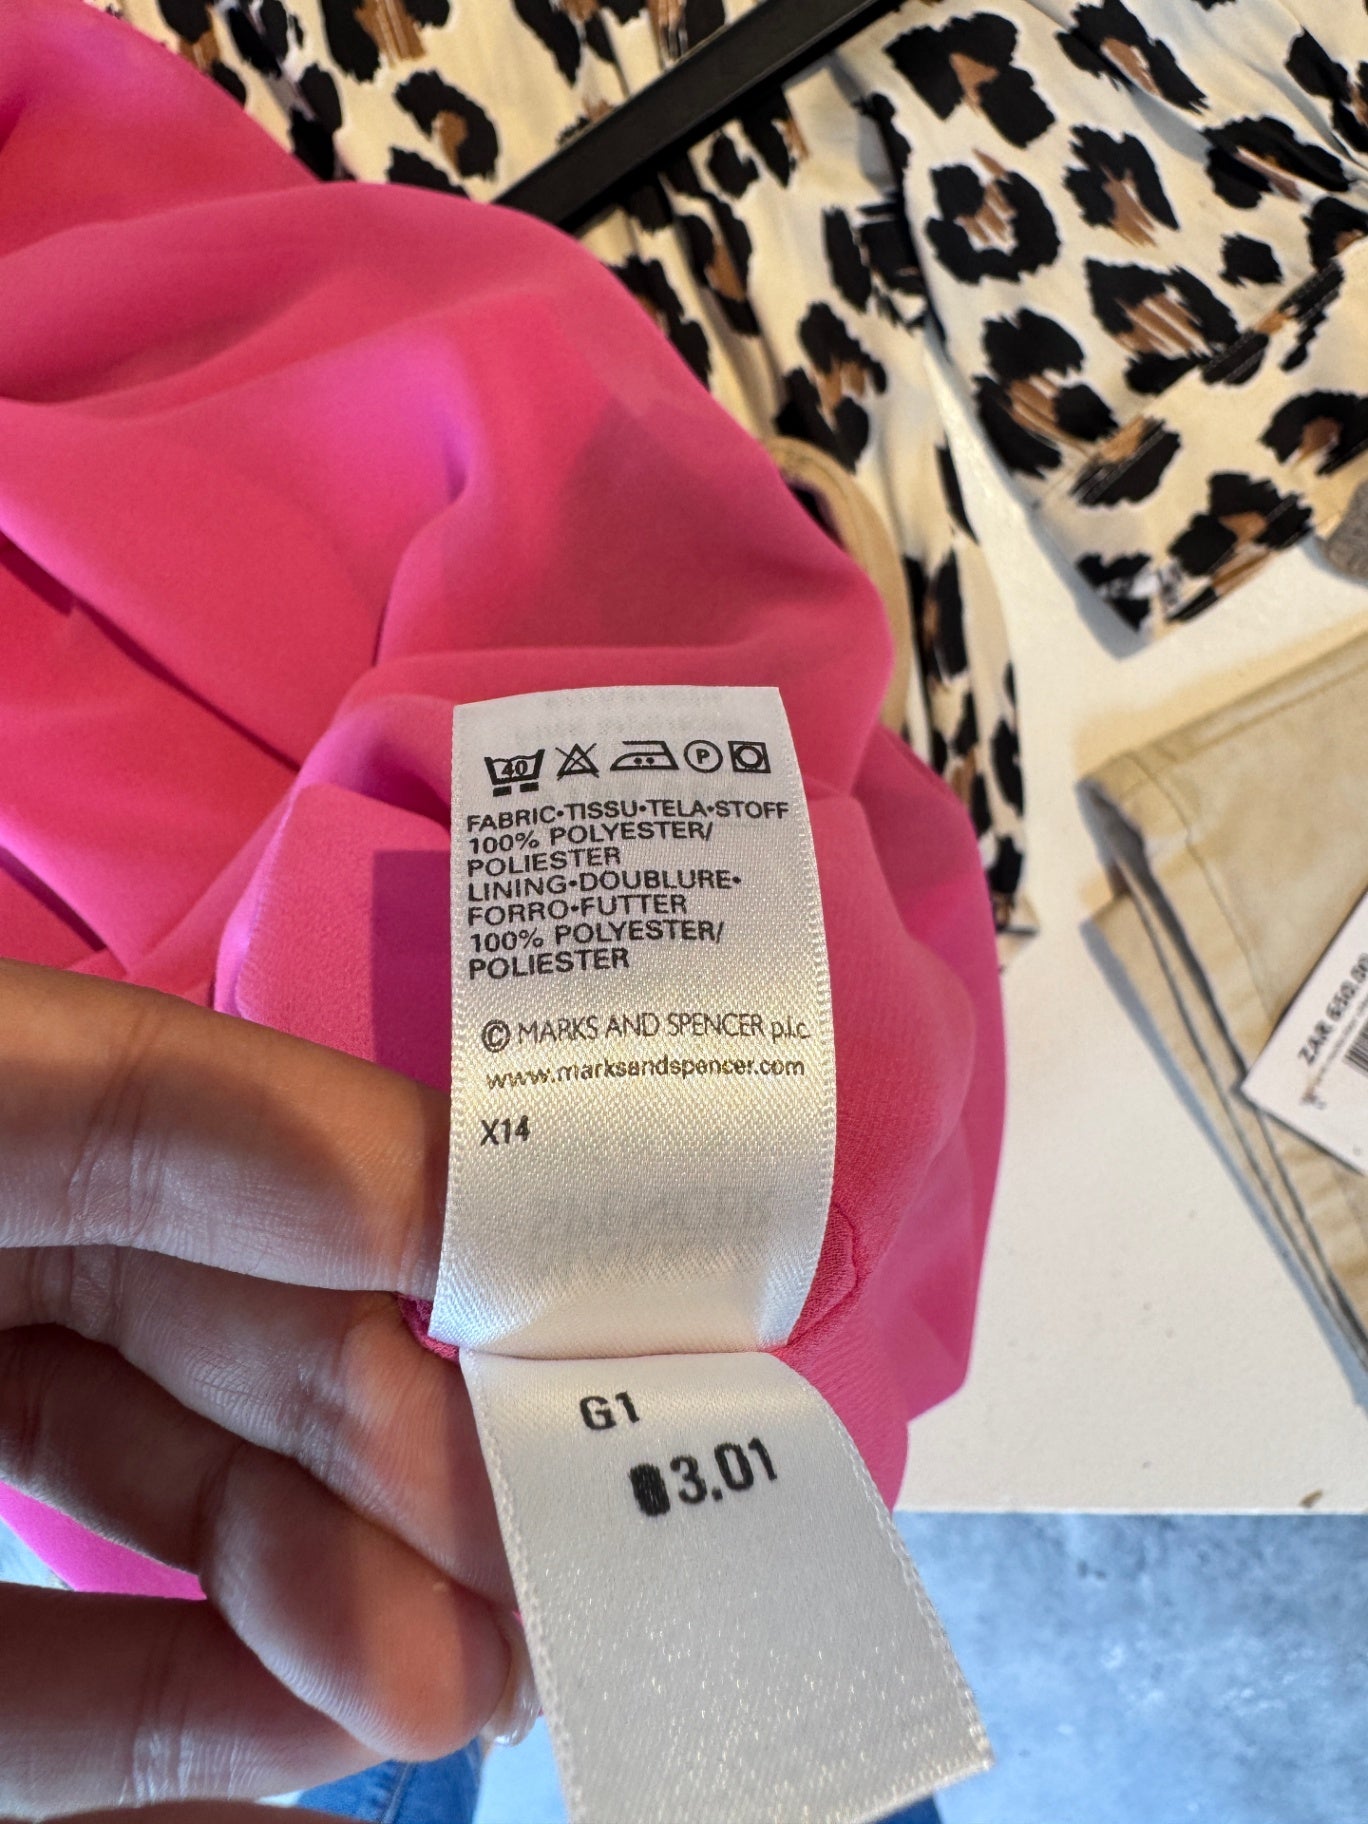 40
P
FABRIC•TISSU•TELA•STOFF
100% POLYESTER/
POLIESTER
LINING•DOUBLURE•
FORRO•FUTTER
100% POLYESTER/
POLIESTER
© MARKS AND SPENCER p.l.c.
www.marksandspencer.com
X14
G1
3.01
ZAR